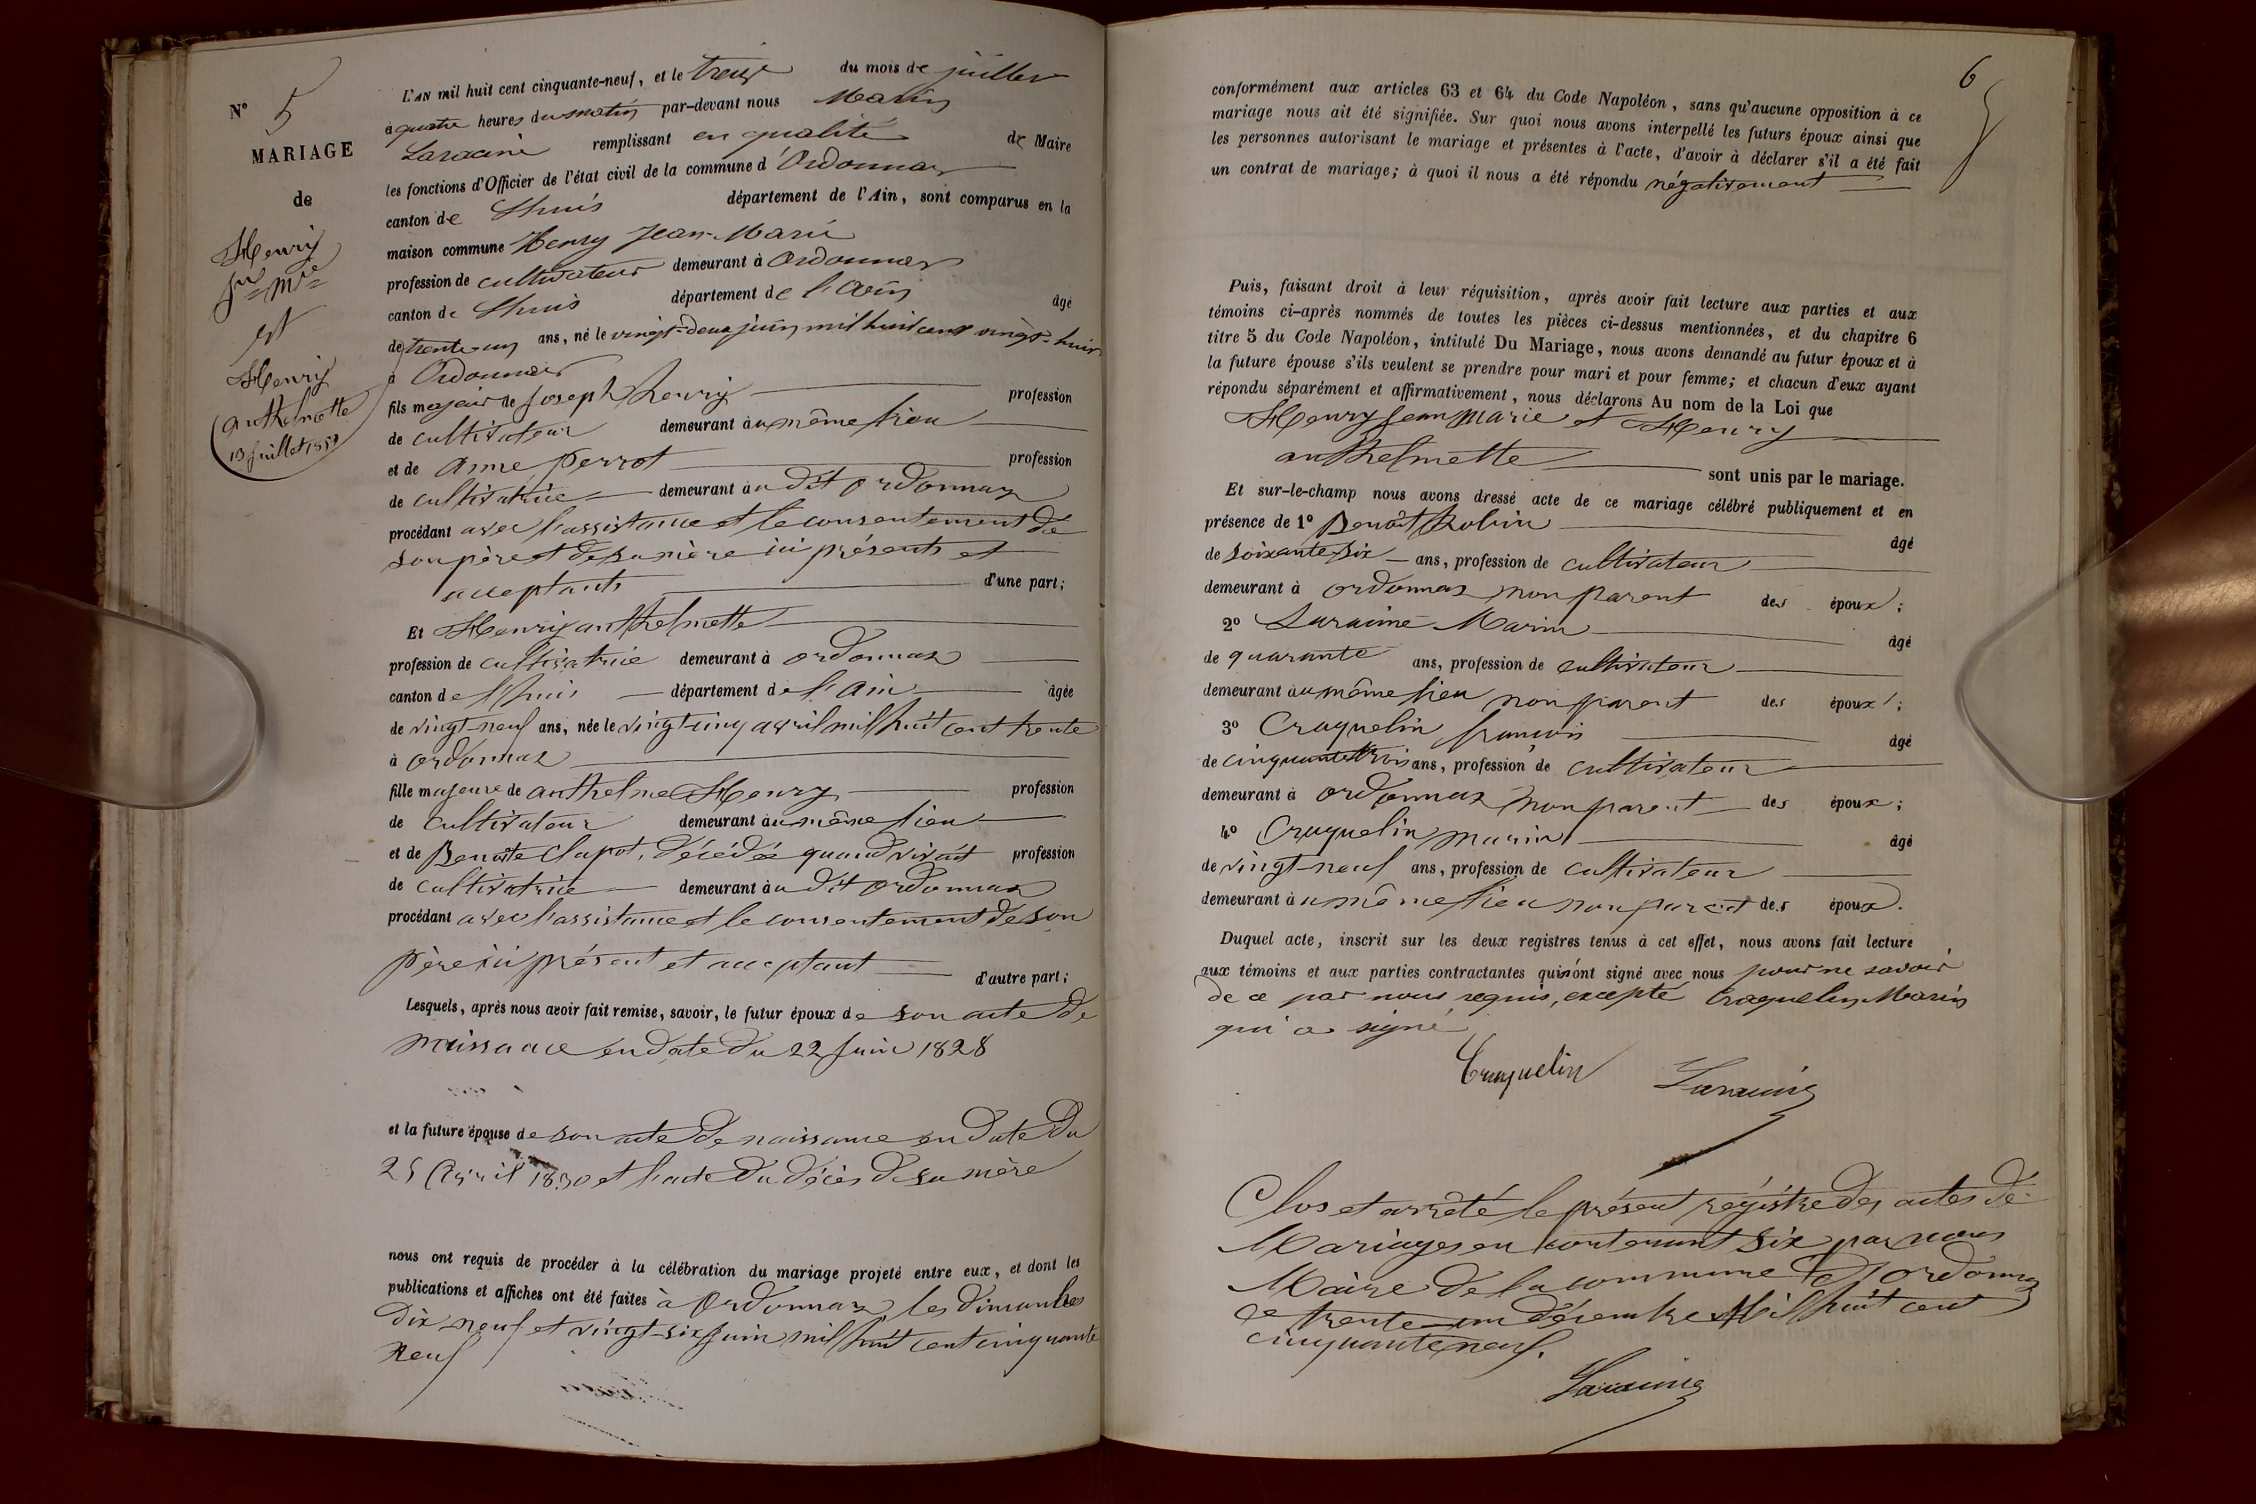 N° 5
MARIAGE
de
Henry
Jn = Mie =
et
Henry
anthelmette
13 juillet 1859
L'AN mil huit cent cinquante-neuf, et le treize du mois de juillet
à quatre heures du matin par-devant nous Marin
Laracine remplissant en qualité de Maire
les fonctions d'Officier de l'état civil de la commune d'Ordonnas
canton de Lhuis département de l'Ain, sont comparus en la
maison commune Henry Jean-Marie
profession de cultivateur demeurant à Ordonnas
canton de Lhuis département de l'ain âgé
de trente un ans, né le vingt-deux juin mil huit cent vingt-huit
à Ordonnas
fils majeur de Joseph henry profession
de cultivateur demeurant au même lieu
et de anne perrot profession
de cultivatrice demeurant au dit ordonnas
procédant avec l'assistance et le consentement de
son père et de sa mère ici présents et
acceptants d'une part;
Et Henry anthelmette
profession de cultivatrice demeurant à ordonnas
canton de l'huis département de l'ain âgée
de vingt-neuf ans, née le vingt-cinq avril mil huit cent trente
à ordonnas
fille majeure de anthelme Henry profession
de cultivateur demeurant au même lieu
et de Benoite Clapot, décédée quand vivait profession
de cultivatrice demeurant au dit ordonnas
procédant avec l'assistance et le consentement de son
père ici présent et acceptant d'autre part;
Lesquels, après nous avoir fait remise, savoir, le futur époux de son acte de
naissance en date du 22 juin 1828
et la future épouse de son acte de naissance en date du
25 Avril 1830 et l'acte du décès de sa mère
nous ont requis de procéder à la célébration du mariage projeté entre eux, et dont les
publications et affiches ont été faites à Ordonnas les dimanches
dix neuf et vingt-six juin mil huit cent cinquante
neuf
6
conformément aux articles 63 et 64 du Code Napoléon, sans qu'aucune opposition à ce
mariage nous ait été signifiée. Sur quoi nous avons interpellé les futurs époux ainsi que
les personnes autorisant le mariage et présentes à l'acte, d'avoir à déclarer s'il a été fait
un contrat de mariage; à quoi il nous a été répondu négativement
Puis, faisant droit à leur réquisition, après avoir fait lecture aux parties et aux
témoins ci-après nommés de toutes les pièces ci-dessus mentionnées, et du chapitre 6
titre 5 du Code Napoléon, intitulé Du Mariage, nous avons demandé au futur époux et à
la future épouse s'ils veulent se prendre pour mari et pour femme; et chacun d'eux ayant
répondu séparément et affirmativement, nous déclarons Au nom de la Loi que
Henry Jean Marie et Henry
anthelmette sont unis par le mariage.
Et sur-le-champ nous avons dressé acte de ce mariage célébré publiquement et en
présence de 1° Benoît Robin âgé
de soixante six ans, profession de cultivateur
demeurant à ordonnas non parent des époux;
2° Laracine Marin âgé
de quarante ans, profession de cultivateur
demeurant au même lieu non parent des époux;
3° Craquelin françois âgé
de cinquante trois ans, profession de cultivateur
demeurant à ordonnas non parent des époux;
4° Craquelin marin âgé
de vingt-neuf ans, profession de cultivateur
demeurant au même lieu non parent des époux.
Duquel acte, inscrit sur les deux registres tenus à cet effet, nous avons fait lecture
aux témoins et aux parties contractantes qui n'ont signé avec nous pour ne savoir
de ce par nous requis, excepté Craquelin Marin
qui a signé
Craquelin Laracine
Clos et arrêté le présent régistre des actes de
Mariages en contenant six par nous
Maire de la commune d'ordonnas
ce trente-un décembre Mil huit cent
cinquante neuf.
Laracine